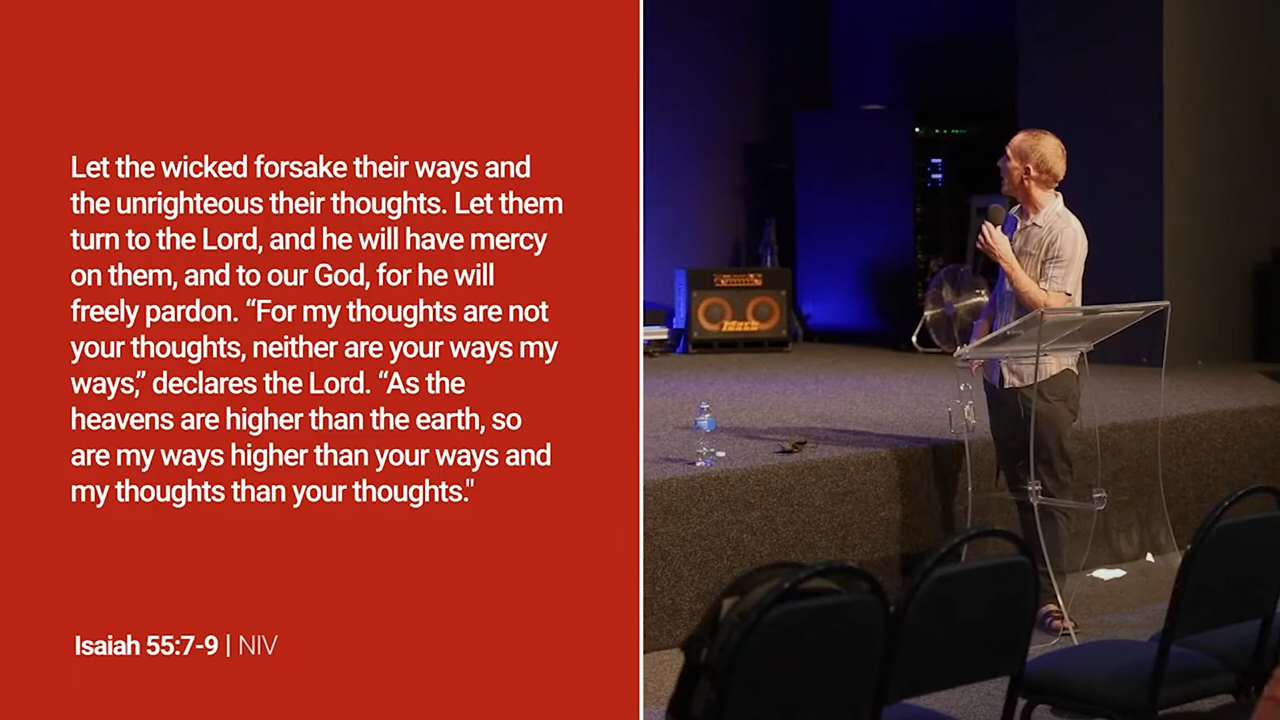 Let the wicked forsake their ways and
the unrighteous their thoughts. Let them
turn to the Lord, and he will have mercy
on them, and to our God, for he will
freely pardon. “For my thoughts are not
your thoughts, neither are your ways my
ways,” declares the Lord. “As the
heavens are higher than the earth, so
are my ways higher than your ways and
my thoughts than your thoughts."
Isaiah 55:7-9 | NIV